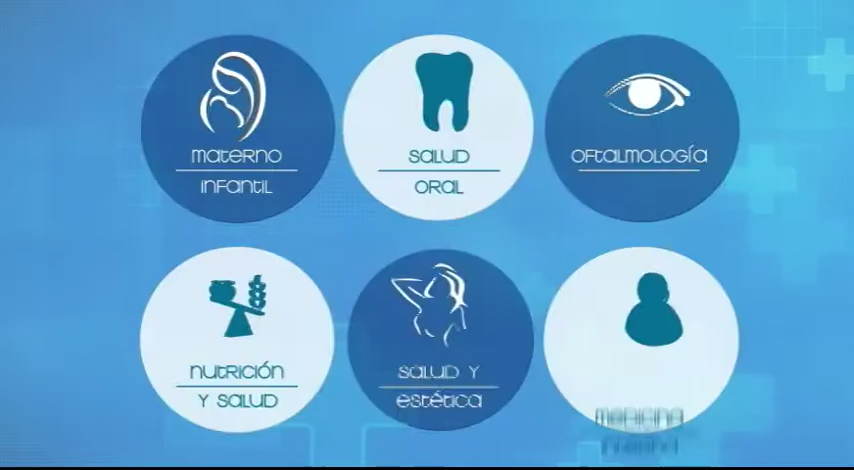 MATERNO
INFANTIL
SALUD
ORAL
OFTALMOLOGÍA
NUTRICIÓN
Y SALUD
SALUD Y
ESTÉTICA